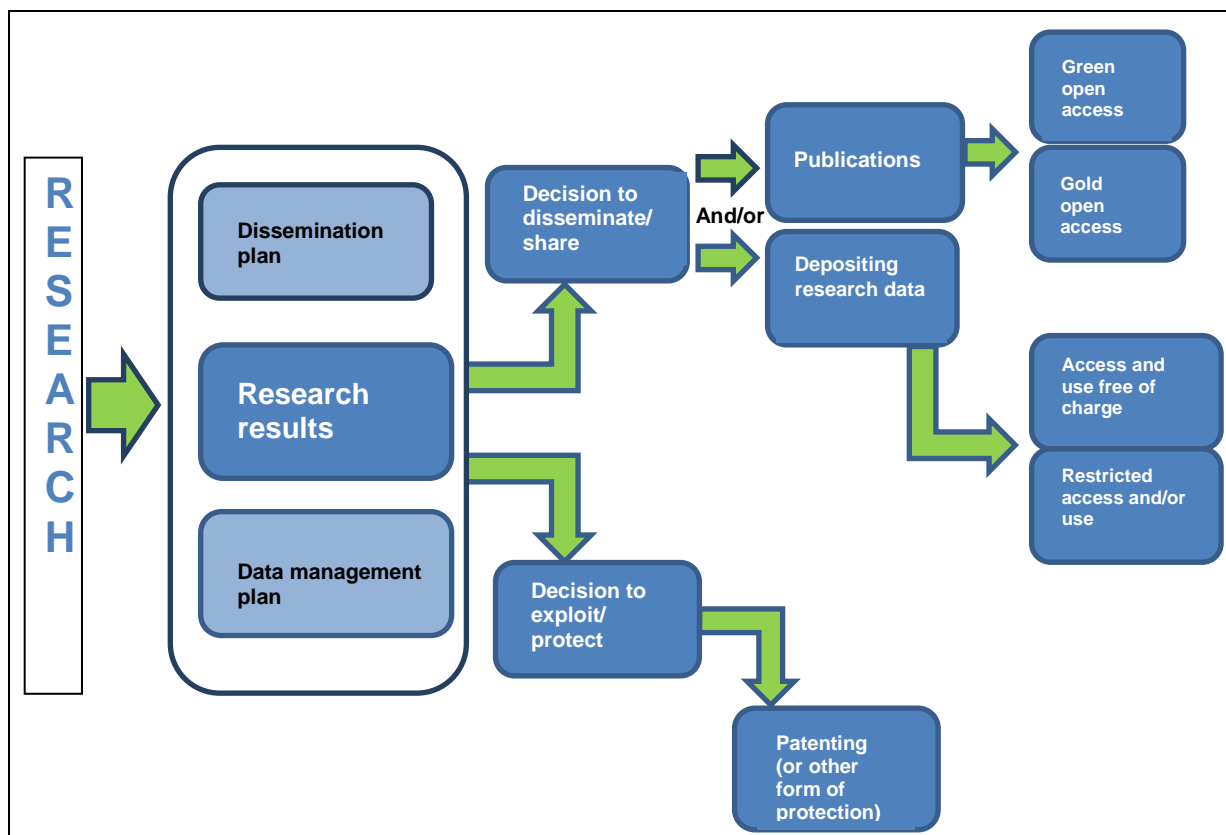 RESEARCH
Dissemination
plan
Research
results
Data management
plan
Decision to
disseminate/
share
And/or
Publications
Depositing
research data
Green
open
access
Gold
open
access
Access and
use free of
charge
Restricted
access and/or
use
Decision to
exploit/
protect
Patenting
(or other
form of
protection)